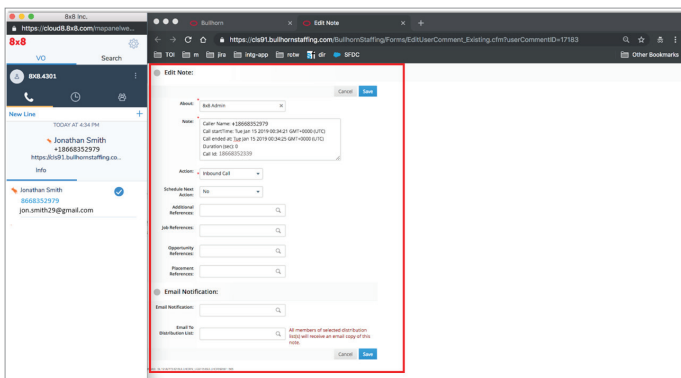 8x8 Inc.
https://cloud8.8x8.com/mapanelwe...
8x8
VO Search
8X8.4301
New Line +
TODAY AT 4:34 PM
Jonathan Smith
+18668352979
https://cls91.bullhornstaffing.co...
Info
Jonathan Smith
8668352979
jon.smith29@gmail.com
Bullhorn × Edit Note × +
https://cls91.bullhornstaffing.com/BullhornStaffing/Forms/EditUserComment_Existing.cfm?userCommentID=17183
TOI m jira intg-app rotw dir SFDC Other Bookmarks
Edit Note:
Cancel Save
About: * 8x8 Admin ×
Note: * Caller Name: +18668352979
Call startTime: Tue Jan 15 2019 00:34:21 GMT+0000 (UTC)
Call ended at: Tue Jan 15 2019 00:34:25 GMT+0000 (UTC)
Duration (sec): 0
Call Id: 18668352339
Action: * Inbound Call
Schedule Next
Action: No
Additional
References:
Job References:
Opportunity
References:
Placement
References:
Email Notification:
Email Notification:
Email To
Distribution List:
All members of selected distribution
list(s) will receive an email copy of this
note.
Cancel Save